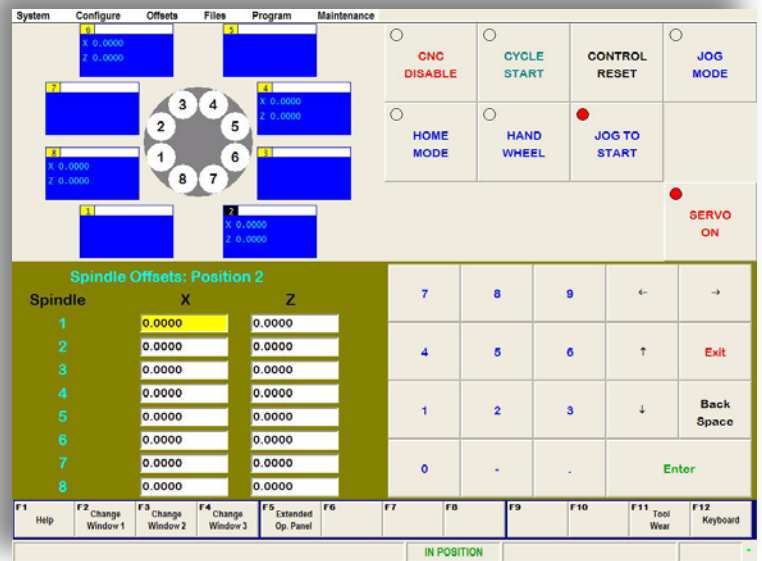 System Configure Offsets Files Program Maintenance
6
X 0.0000
Z 0.0000
5
7
4
X 0.0000
Z 0.0000
8
X 0.0000
Z 0.0000
3
1
2
X 0.0000
Z 0.0000
3 4
2 5
1 6
8 7
CNC
DISABLE
CYCLE
START
CONTROL
RESET
JOG
MODE
HOME
MODE
HAND
WHEEL
JOG TO
START
SERVO
ON
Spindle Offsets: Position 2
Spindle X Z
1 0.0000 0.0000
2 0.0000 0.0000
3 0.0000 0.0000
4 0.0000 0.0000
5 0.0000 0.0000
6 0.0000 0.0000
7 0.0000 0.0000
8 0.0000 0.0000
7 8 9 ← →
4 5 6 ↑ Exit
1 2 3 ↓ Back
Space
0 - . Enter
F1 Help
F2 Change
Window 1
F3 Change
Window 2
F4 Change
Window 3
F5 Extended
Op. Panel
F6
F7
F8
F9
F10
F11 Tool
Wear
F12
Keyboard
IN POSITION